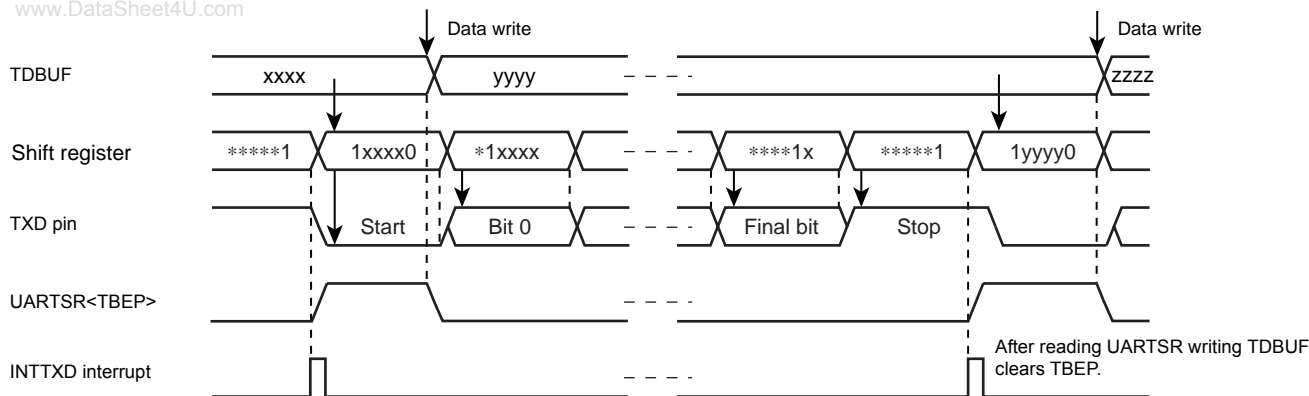 www.DataSheet4U.com
Data write
Data write
TDBUF
xxxx
yyyy
zzzz
Shift register
*****1
1xxxx0
*1xxxx
****1x
*****1
1yyyy0
TXD pin
Start
Bit 0
Final bit
Stop
UARTSR<TBEP>
INTTXD interrupt
After reading UARTSR writing TDBUF
clears TBEP.